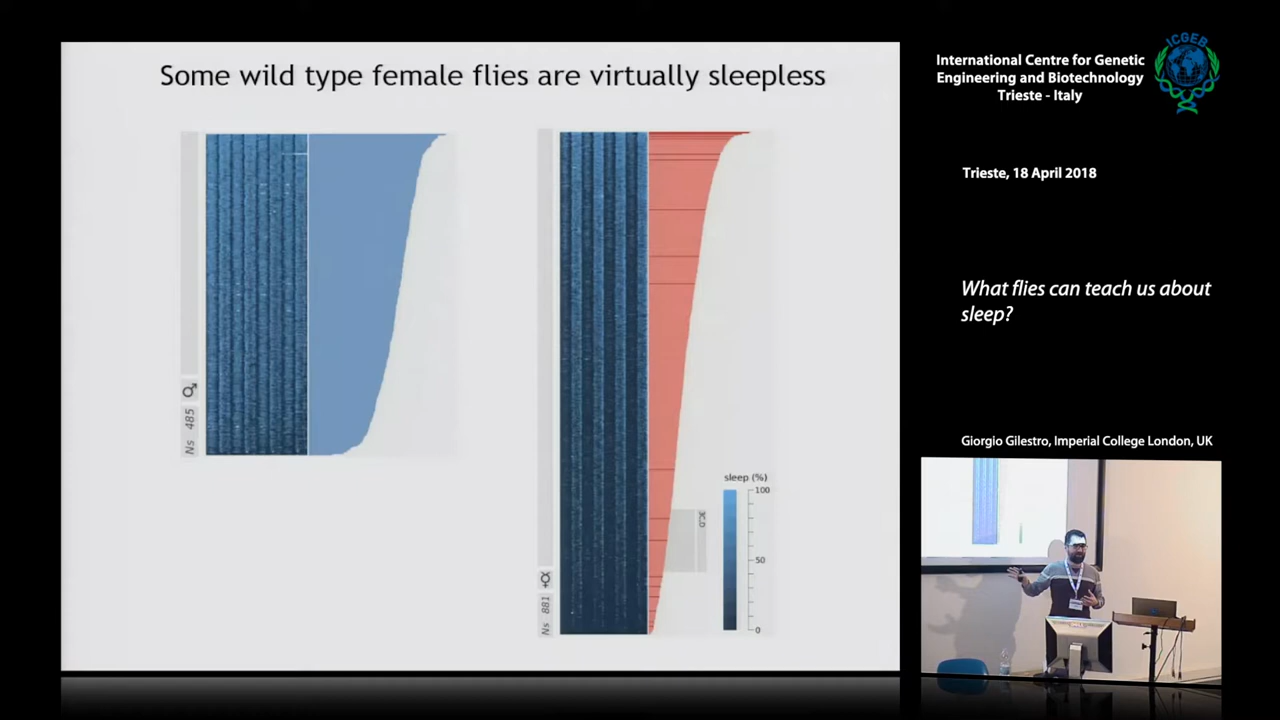 Some wild type female flies are virtually sleepless
Ns 485 ♂
Ns 881 ♀
sleep (%)
100
50
0
ICGEB
International Centre for Genetic
Engineering and Biotechnology
Trieste - Italy
Trieste, 18 April 2018
What flies can teach us about
sleep?
Giorgio Gilestro, Imperial College London, UK